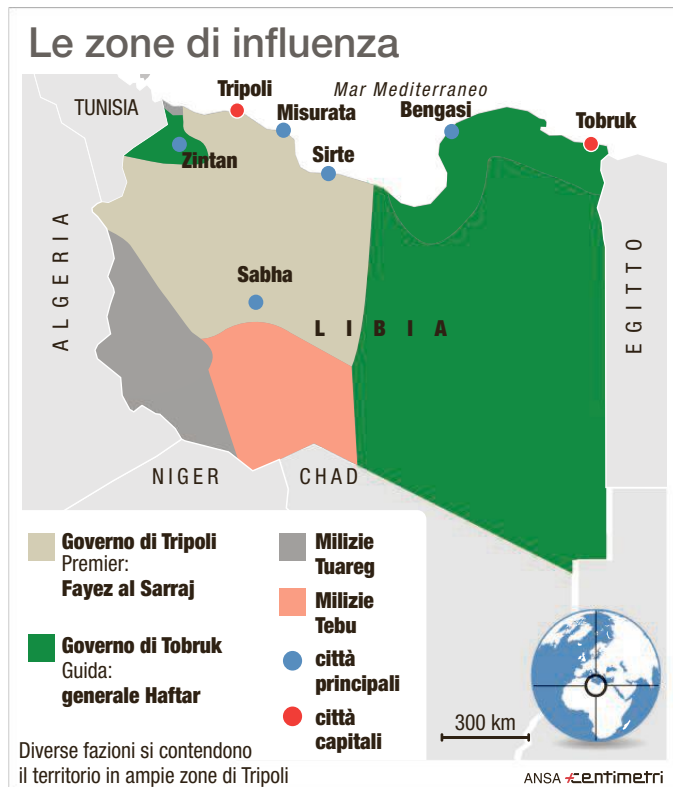 Le zone di influenza
Mar Mediterraneo
TUNISIA
Tripoli
Misurata
Bengasi
Tobruk
Zintan
Sirte
ALGERIA
Sabha
LIBIA
EGITTO
NIGER
CHAD
Governo di Tripoli
Premier:
Fayez al Sarraj
Governo di Tobruk
Guida:
generale Haftar
Milizie
Tuareg
Milizie
Tebu
città
principali
città
capitali
300 km
Diverse fazioni si contendono
il territorio in ampie zone di Tripoli
ANSA centimetri